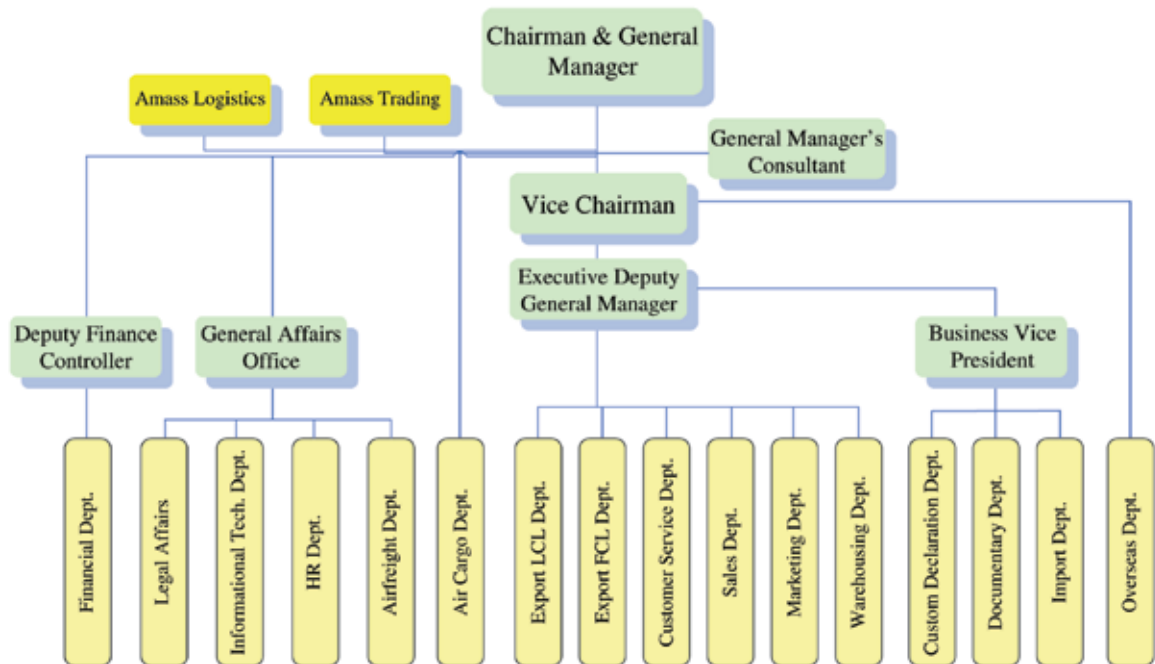 Chairman & General
Manager
Amass Logistics
Amass Trading
General Manager's
Consultant
Vice Chairman
Executive Deputy
General Manager
Deputy Finance
Controller
General Affairs
Office
Business Vice
President
Financial Dept.
Legal Affairs
Informational Tech. Dept.
HR Dept.
Airfreight Dept.
Air Cargo Dept.
Export LCL Dept.
Export FCL Dept.
Customer Service Dept.
Sales Dept.
Marketing Dept.
Warehousing Dept.
Custom Declaration Dept.
Documentary Dept.
Import Dept.
Overseas Dept.